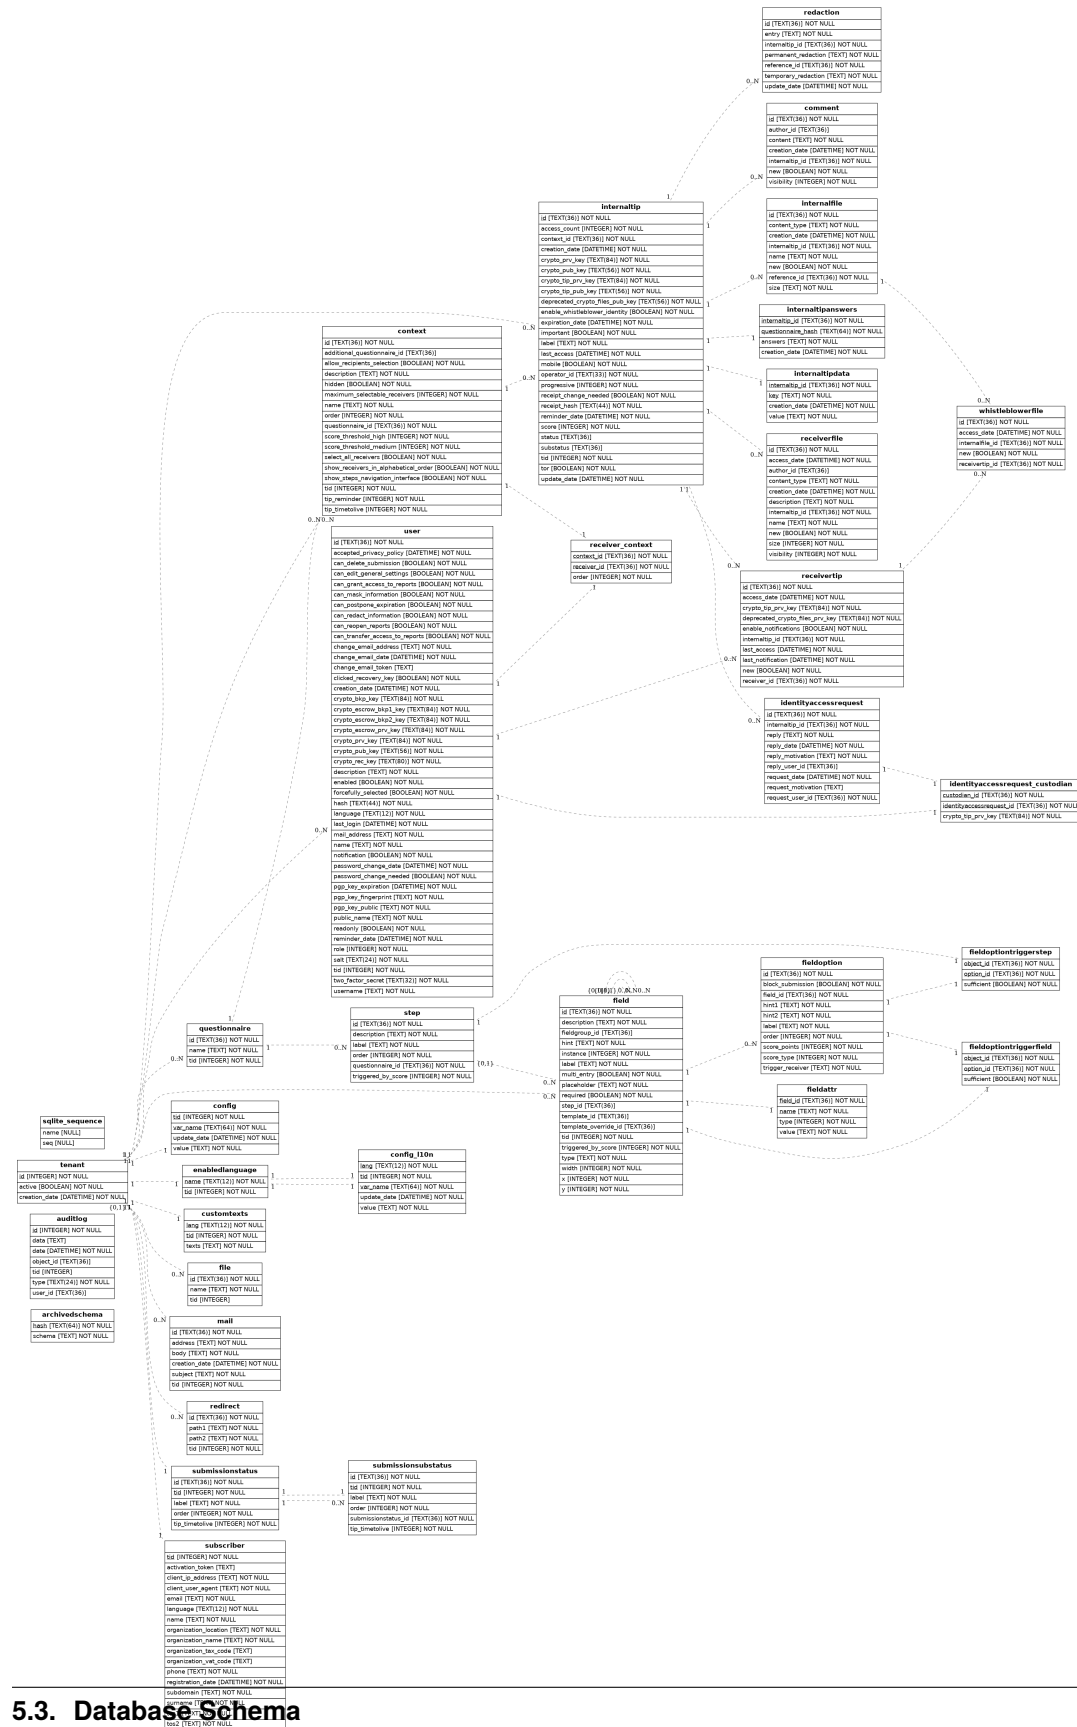 redaction
id [TEXT(36)] NOT NULL
entry [TEXT] NOT NULL
internaltip_id [TEXT(36)] NOT NULL
permanent_redaction [TEXT] NOT NULL
reference_id [TEXT(36)] NOT NULL
temporary_redaction [TEXT] NOT NULL
update_date [DATETIME] NOT NULL
comment
id [TEXT(36)] NOT NULL
author_id [TEXT(36)]
content [TEXT] NOT NULL
creation_date [DATETIME] NOT NULL
internaltip_id [TEXT(36)] NOT NULL
new [BOOLEAN] NOT NULL
visibility [INTEGER] NOT NULL
internaltip
id [TEXT(36)] NOT NULL
access_count [INTEGER] NOT NULL
context_id [TEXT(36)] NOT NULL
creation_date [DATETIME] NOT NULL
crypto_prv_key [TEXT(84)] NOT NULL
crypto_pub_key [TEXT(56)] NOT NULL
crypto_tip_prv_key [TEXT(84)] NOT NULL
crypto_tip_pub_key [TEXT(56)] NOT NULL
deprecated_crypto_files_pub_key [TEXT(56)] NOT NULL
enable_whistleblower_identity [BOOLEAN] NOT NULL
expiration_date [DATETIME] NOT NULL
important [BOOLEAN] NOT NULL
label [TEXT] NOT NULL
last_access [DATETIME] NOT NULL
mobile [BOOLEAN] NOT NULL
operator_id [TEXT(33)] NOT NULL
progressive [INTEGER] NOT NULL
receipt_change_needed [BOOLEAN] NOT NULL
receipt_hash [TEXT(44)] NOT NULL
reminder_date [DATETIME] NOT NULL
score [INTEGER] NOT NULL
status [TEXT(36)]
substatus [TEXT(36)]
tid [INTEGER] NOT NULL
tor [BOOLEAN] NOT NULL
update_date [DATETIME] NOT NULL
internalfile
id [TEXT(36)] NOT NULL
content_type [TEXT] NOT NULL
creation_date [DATETIME] NOT NULL
internaltip_id [TEXT(36)] NOT NULL
name [TEXT] NOT NULL
new [BOOLEAN] NOT NULL
reference_id [TEXT(36)] NOT NULL
size [TEXT] NOT NULL
internaltipanswers
internaltip_id [TEXT(36)] NOT NULL
questionnaire_hash [TEXT(64)] NOT NULL
answers [TEXT] NOT NULL
creation_date [DATETIME] NOT NULL
internaltipdata
internaltip_id [TEXT(36)] NOT NULL
key [TEXT] NOT NULL
creation_date [DATETIME] NOT NULL
value [TEXT] NOT NULL
whistleblowerfile
id [TEXT(36)] NOT NULL
access_date [DATETIME] NOT NULL
internalfile_id [TEXT(36)] NOT NULL
new [BOOLEAN] NOT NULL
receivertip_id [TEXT(36)] NOT NULL
receiverfile
id [TEXT(36)] NOT NULL
access_date [DATETIME] NOT NULL
author_id [TEXT(36)]
content_type [TEXT] NOT NULL
creation_date [DATETIME] NOT NULL
description [TEXT] NOT NULL
internaltip_id [TEXT(36)] NOT NULL
name [TEXT] NOT NULL
new [BOOLEAN] NOT NULL
size [INTEGER] NOT NULL
visibility [INTEGER] NOT NULL
context
id [TEXT(36)] NOT NULL
additional_questionnaire_id [TEXT(36)]
allow_recipients_selection [BOOLEAN] NOT NULL
description [TEXT] NOT NULL
hidden [BOOLEAN] NOT NULL
maximum_selectable_receivers [INTEGER] NOT NULL
name [TEXT] NOT NULL
order [INTEGER] NOT NULL
questionnaire_id [TEXT(36)] NOT NULL
score_threshold_high [INTEGER] NOT NULL
score_threshold_medium [INTEGER] NOT NULL
select_all_receivers [BOOLEAN] NOT NULL
show_receivers_in_alphabetical_order [BOOLEAN] NOT NULL
show_steps_navigation_interface [BOOLEAN] NOT NULL
tid [INTEGER] NOT NULL
tip_reminder [INTEGER] NOT NULL
tip_timetolive [INTEGER] NOT NULL
receiver_context
context_id [TEXT(36)] NOT NULL
receiver_id [TEXT(36)] NOT NULL
order [INTEGER] NOT NULL
receivertip
id [TEXT(36)] NOT NULL
access_date [DATETIME] NOT NULL
crypto_tip_prv_key [TEXT(84)] NOT NULL
deprecated_crypto_files_prv_key [TEXT(84)] NOT NULL
enable_notifications [BOOLEAN] NOT NULL
internaltip_id [TEXT(36)] NOT NULL
last_access [DATETIME] NOT NULL
last_notification [DATETIME] NOT NULL
new [BOOLEAN] NOT NULL
receiver_id [TEXT(36)] NOT NULL
user
id [TEXT(36)] NOT NULL
accepted_privacy_policy [DATETIME] NOT NULL
can_delete_submission [BOOLEAN] NOT NULL
can_edit_general_settings [BOOLEAN] NOT NULL
can_grant_access_to_reports [BOOLEAN] NOT NULL
can_mask_information [BOOLEAN] NOT NULL
can_postpone_expiration [BOOLEAN] NOT NULL
can_redact_information [BOOLEAN] NOT NULL
can_reopen_reports [BOOLEAN] NOT NULL
can_transfer_access_to_reports [BOOLEAN] NOT NULL
change_email_address [TEXT] NOT NULL
change_email_date [DATETIME] NOT NULL
change_email_token [TEXT]
clicked_recovery_key [BOOLEAN] NOT NULL
creation_date [DATETIME] NOT NULL
crypto_bkp_key [TEXT(84)] NOT NULL
crypto_escrow_bkp1_key [TEXT(84)] NOT NULL
crypto_escrow_bkp2_key [TEXT(84)] NOT NULL
crypto_escrow_prv_key [TEXT(84)] NOT NULL
crypto_prv_key [TEXT(84)] NOT NULL
crypto_pub_key [TEXT(56)] NOT NULL
crypto_rec_key [TEXT(80)] NOT NULL
description [TEXT] NOT NULL
enabled [BOOLEAN] NOT NULL
forcefully_selected [BOOLEAN] NOT NULL
hash [TEXT(44)] NOT NULL
language [TEXT(12)] NOT NULL
last_login [DATETIME] NOT NULL
mail_address [TEXT] NOT NULL
name [TEXT] NOT NULL
notification [BOOLEAN] NOT NULL
password_change_date [DATETIME] NOT NULL
password_change_needed [BOOLEAN] NOT NULL
pgp_key_expiration [DATETIME] NOT NULL
pgp_key_fingerprint [TEXT] NOT NULL
pgp_key_public [TEXT] NOT NULL
public_name [TEXT] NOT NULL
readonly [BOOLEAN] NOT NULL
reminder_date [DATETIME] NOT NULL
role [INTEGER] NOT NULL
salt [TEXT(24)] NOT NULL
tid [INTEGER] NOT NULL
two_factor_secret [TEXT(32)] NOT NULL
username [TEXT] NOT NULL
identityaccessrequest
id [TEXT(36)] NOT NULL
internaltip_id [TEXT(36)] NOT NULL
reply [TEXT] NOT NULL
reply_date [DATETIME] NOT NULL
reply_motivation [TEXT] NOT NULL
reply_user_id [TEXT(36)]
request_date [DATETIME] NOT NULL
request_motivation [TEXT]
request_user_id [TEXT(36)] NOT NULL
identityaccessrequest_custodian
custodian_id [TEXT(36)] NOT NULL
identityaccessrequest_id [TEXT(36)] NOT NULL
crypto_tip_prv_key [TEXT(84)] NOT NULL
fieldoptiontriggerstep
object_id [TEXT(36)] NOT NULL
option_id [TEXT(36)] NOT NULL
sufficient [BOOLEAN] NOT NULL
fieldoption
id [TEXT(36)] NOT NULL
block_submission [BOOLEAN] NOT NULL
field_id [TEXT(36)] NOT NULL
hint1 [TEXT] NOT NULL
hint2 [TEXT] NOT NULL
label [TEXT] NOT NULL
order [INTEGER] NOT NULL
score_points [INTEGER] NOT NULL
score_type [INTEGER] NOT NULL
trigger_receiver [TEXT] NOT NULL
fieldoptiontriggerfield
object_id [TEXT(36)] NOT NULL
option_id [TEXT(36)] NOT NULL
sufficient [BOOLEAN] NOT NULL
field
id [TEXT(36)] NOT NULL
description [TEXT] NOT NULL
fieldgroup_id [TEXT(36)]
hint [TEXT] NOT NULL
instance [INTEGER] NOT NULL
label [TEXT] NOT NULL
multi_entry [BOOLEAN] NOT NULL
placeholder [TEXT] NOT NULL
required [BOOLEAN] NOT NULL
step_id [TEXT(36)]
template_id [TEXT(36)]
template_override_id [TEXT(36)]
tid [INTEGER] NOT NULL
triggered_by_score [INTEGER] NOT NULL
type [TEXT] NOT NULL
width [INTEGER] NOT NULL
x [INTEGER] NOT NULL
y [INTEGER] NOT NULL
fieldattr
field_id [TEXT(36)] NOT NULL
name [TEXT] NOT NULL
type [INTEGER] NOT NULL
value [TEXT] NOT NULL
step
id [TEXT(36)] NOT NULL
description [TEXT] NOT NULL
label [TEXT] NOT NULL
order [INTEGER] NOT NULL
questionnaire_id [TEXT(36)] NOT NULL
triggered_by_score [INTEGER] NOT NULL
questionnaire
id [TEXT(36)] NOT NULL
name [TEXT] NOT NULL
tid [INTEGER] NOT NULL
sqlite_sequence
name [NULL]
seq [NULL]
tenant
id [INTEGER] NOT NULL
active [BOOLEAN] NOT NULL
creation_date [DATETIME] NOT NULL
auditlog
id [INTEGER] NOT NULL
data [TEXT]
date [DATETIME] NOT NULL
object_id [TEXT(36)]
tid [INTEGER]
type [TEXT(24)] NOT NULL
user_id [TEXT(36)]
archivedschema
hash [TEXT(64)] NOT NULL
schema [TEXT] NOT NULL
config
tid [INTEGER] NOT NULL
var_name [TEXT(64)] NOT NULL
update_date [DATETIME] NOT NULL
value [TEXT] NOT NULL
enabledlanguage
name [TEXT(12)] NOT NULL
tid [INTEGER] NOT NULL
config_l10n
lang [TEXT(12)] NOT NULL
tid [INTEGER] NOT NULL
var_name [TEXT(64)] NOT NULL
update_date [DATETIME] NOT NULL
value [TEXT] NOT NULL
customtexts
lang [TEXT(12)] NOT NULL
tid [INTEGER] NOT NULL
texts [TEXT] NOT NULL
file
id [TEXT(36)] NOT NULL
name [TEXT] NOT NULL
tid [INTEGER]
mail
id [TEXT(36)] NOT NULL
address [TEXT] NOT NULL
body [TEXT] NOT NULL
creation_date [DATETIME] NOT NULL
subject [TEXT] NOT NULL
tid [INTEGER] NOT NULL
redirect
id [TEXT(36)] NOT NULL
path1 [TEXT] NOT NULL
path2 [TEXT] NOT NULL
tid [INTEGER] NOT NULL
submissionstatus
id [TEXT(36)] NOT NULL
tid [INTEGER] NOT NULL
label [TEXT] NOT NULL
order [INTEGER] NOT NULL
tip_timetolive [INTEGER] NOT NULL
submissionsubstatus
id [TEXT(36)] NOT NULL
tid [INTEGER] NOT NULL
label [TEXT] NOT NULL
order [INTEGER] NOT NULL
submissionstatus_id [TEXT(36)] NOT NULL
tip_timetolive [INTEGER] NOT NULL
subscriber
tid [INTEGER] NOT NULL
activation_token [TEXT]
client_ip_address [TEXT] NOT NULL
client_user_agent [TEXT] NOT NULL
email [TEXT] NOT NULL
language [TEXT(12)] NOT NULL
name [TEXT] NOT NULL
organization_location [TEXT] NOT NULL
organization_name [TEXT] NOT NULL
organization_tax_code [TEXT]
organization_vat_code [TEXT]
phone [TEXT] NOT NULL
registration_date [DATETIME] NOT NULL
subdomain [TEXT] NOT NULL
surname [TEXT] NOT NULL
tos2 [TEXT] NOT NULL
5.3. Database Schema